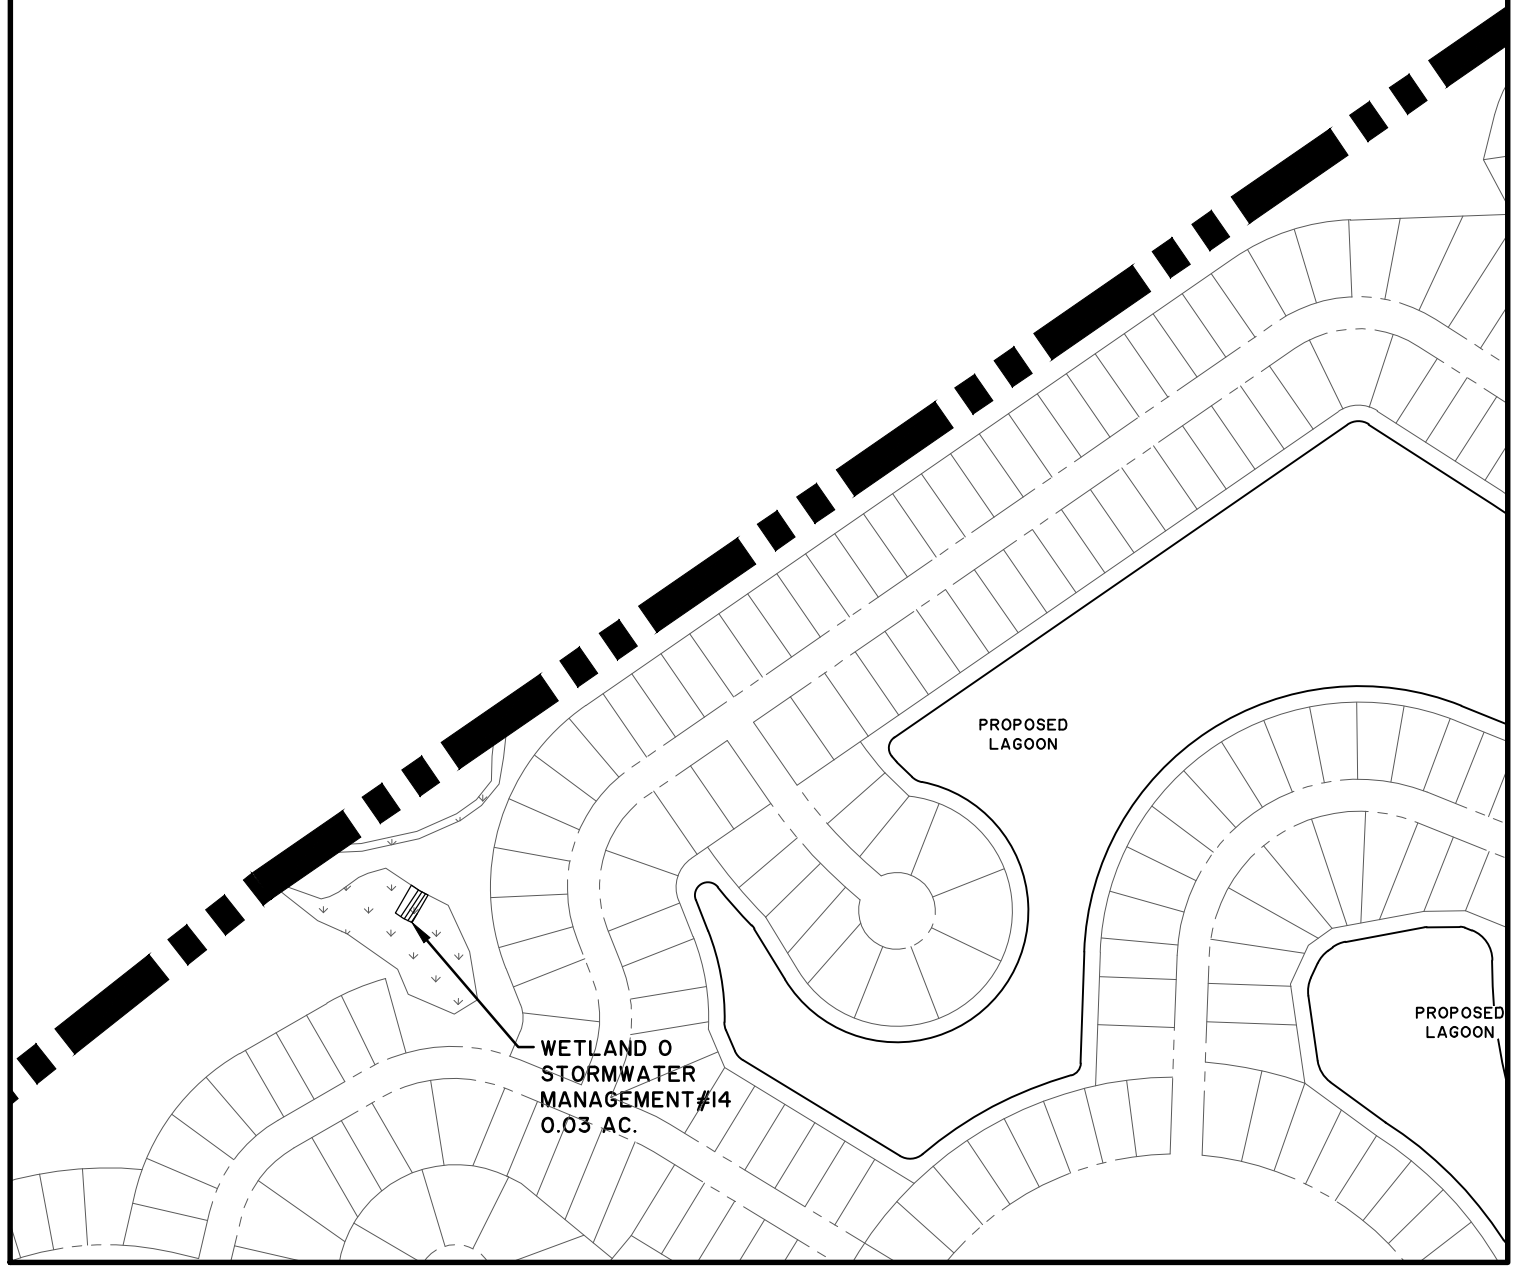 PROPOSED
LAGOON
PROPOSED
LAGOON
WETLAND O
STORMWATER
MANAGEMENT#14
0.03 AC.